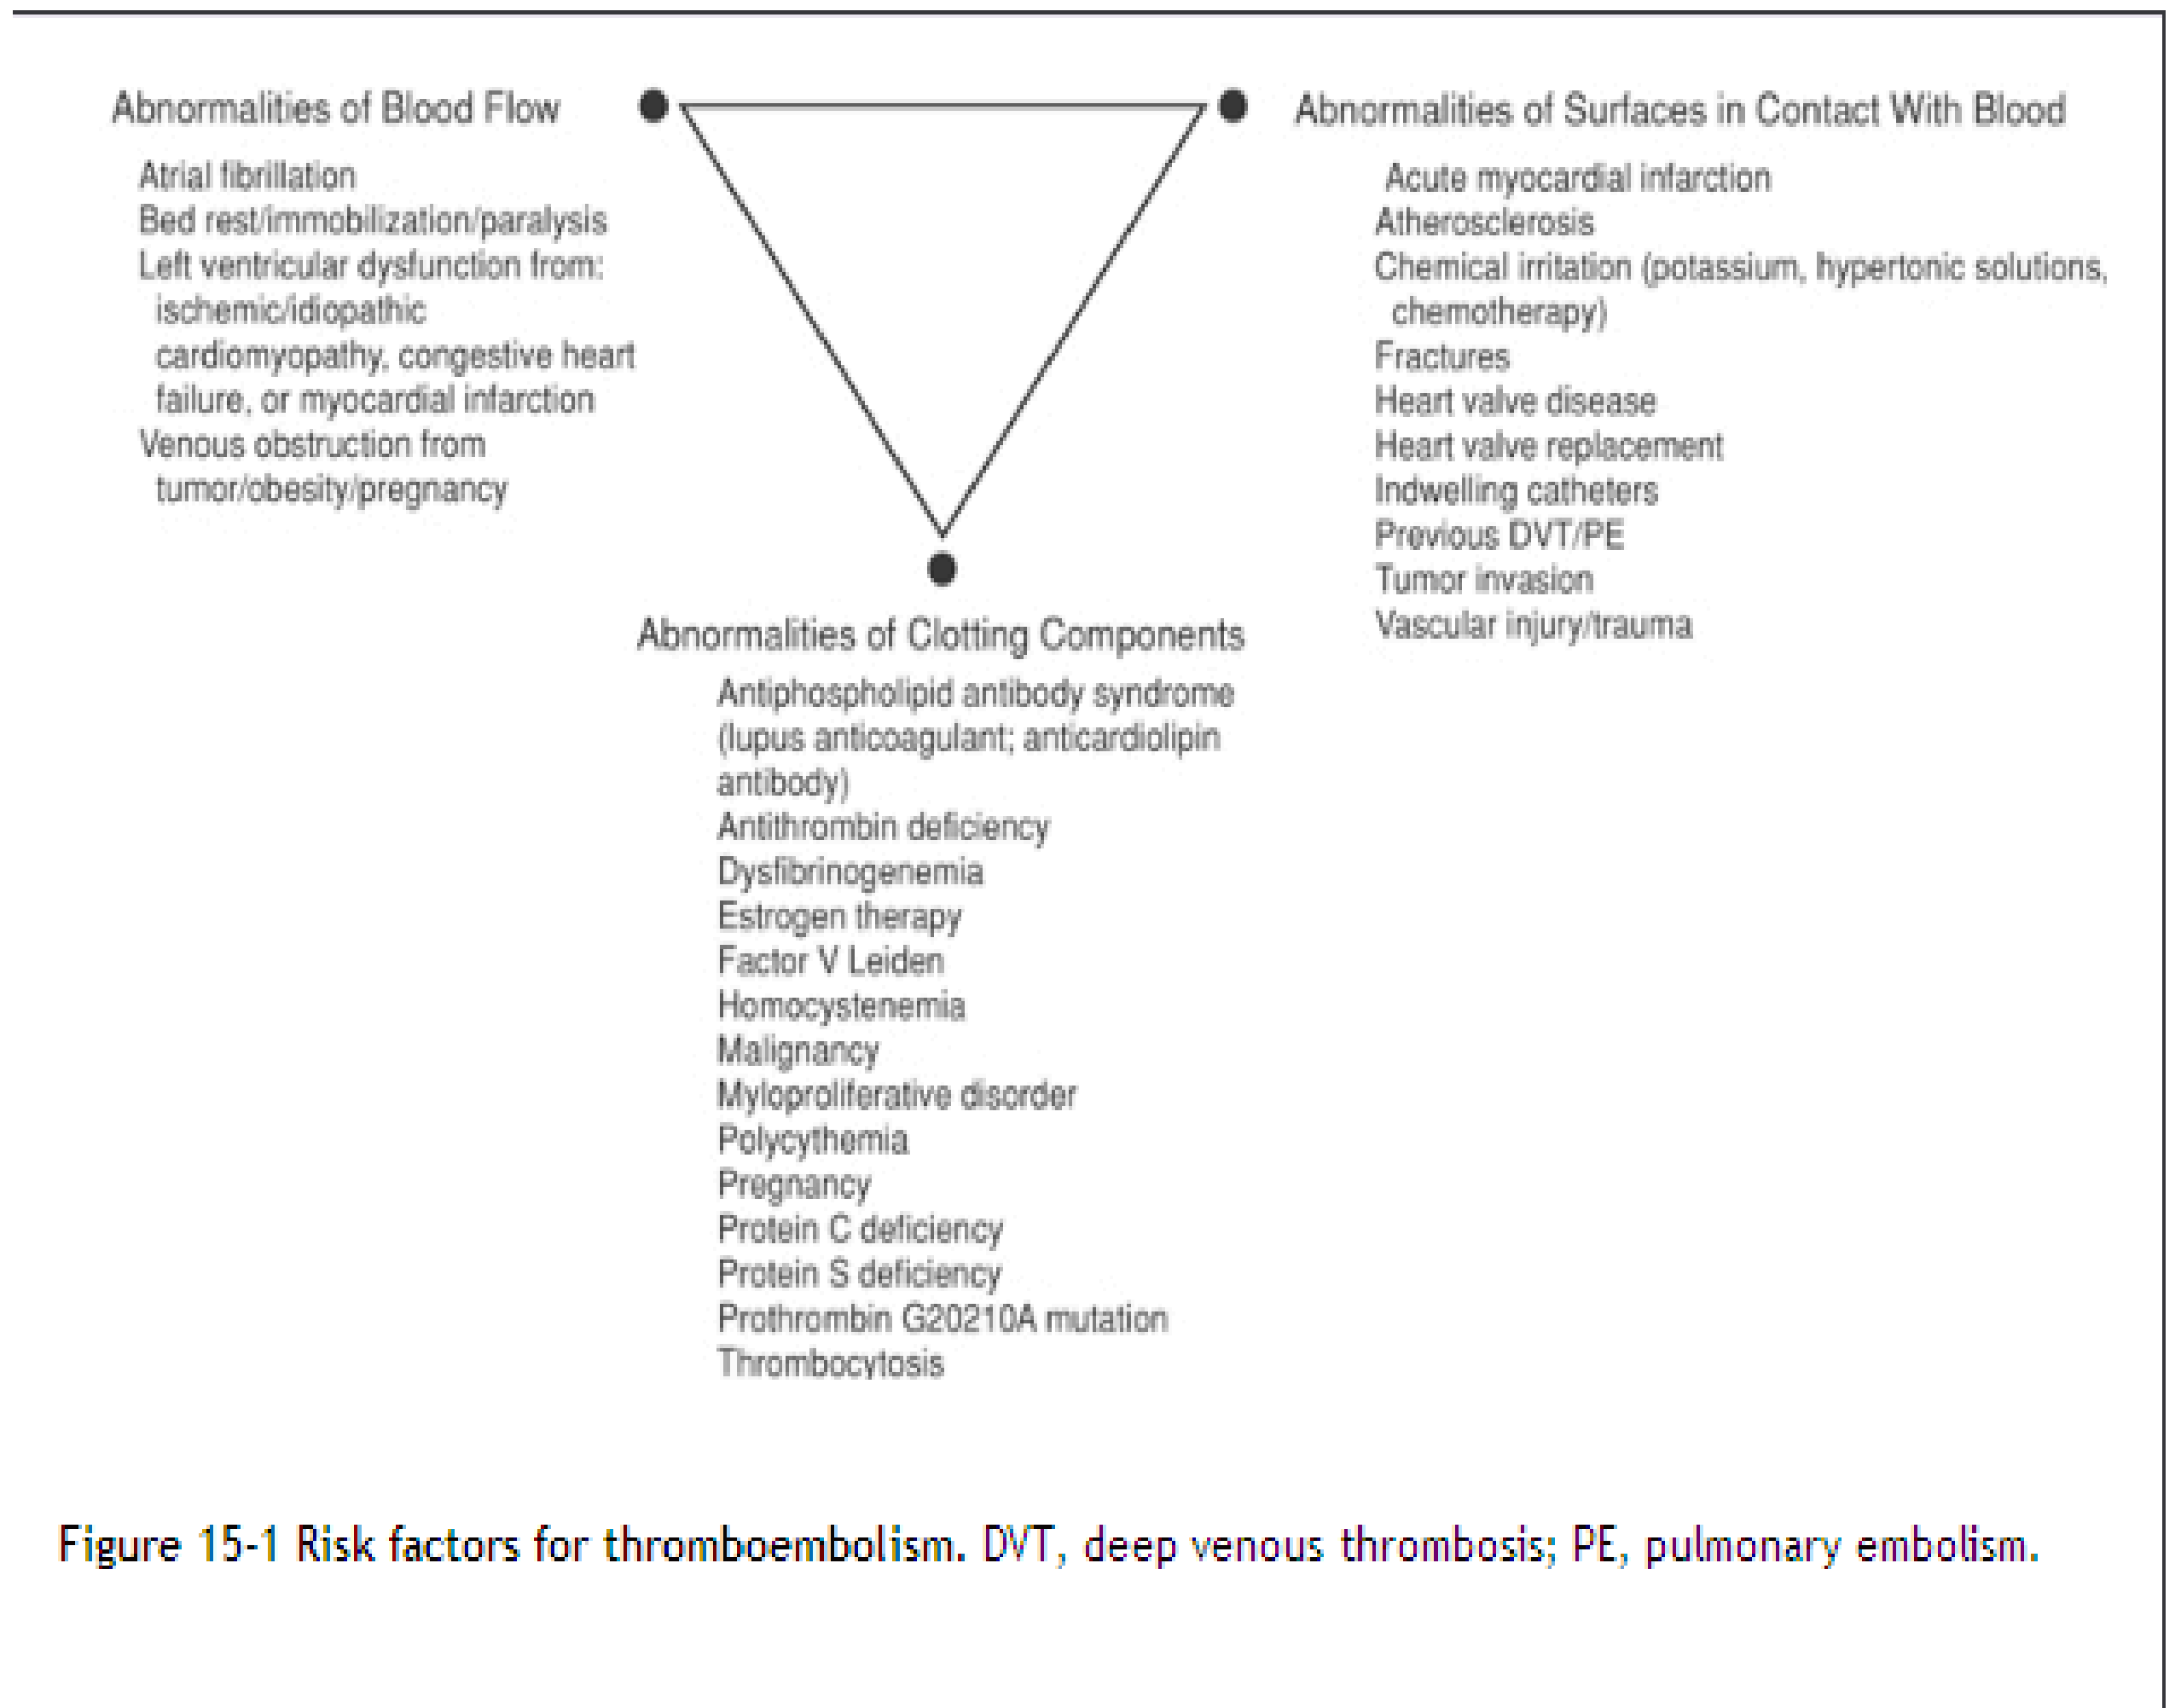 Abnormalities of Blood Flow
Atrial fibrillation
Bed rest/immobilization/paralysis
Left ventricular dysfunction from:
ischemic/idiopathic
cardiomyopathy, congestive heart
failure, or myocardial infarction
Venous obstruction from
tumor/obesity/pregnancy
Abnormalities of Surfaces in Contact With Blood
Acute myocardial infarction
Atherosclerosis
Chemical irritation (potassium, hypertonic solutions,
chemotherapy)
Fractures
Heart valve disease
Heart valve replacement
Indwelling catheters
Previous DVT/PE
Tumor invasion
Vascular injury/trauma
Abnormalities of Clotting Components
Antiphospholipid antibody syndrome
(lupus anticoagulant; anticardiolipin
antibody)
Antithrombin deficiency
Dysfibrinogenemia
Estrogen therapy
Factor V Leiden
Homocystenemia
Malignancy
Myloproliferative disorder
Polycythemia
Pregnancy
Protein C deficiency
Protein S deficiency
Prothrombin G20210A mutation
Thrombocytosis
Figure 15-1 Risk factors for thromboembolism. DVT, deep venous thrombosis; PE, pulmonary embolism.